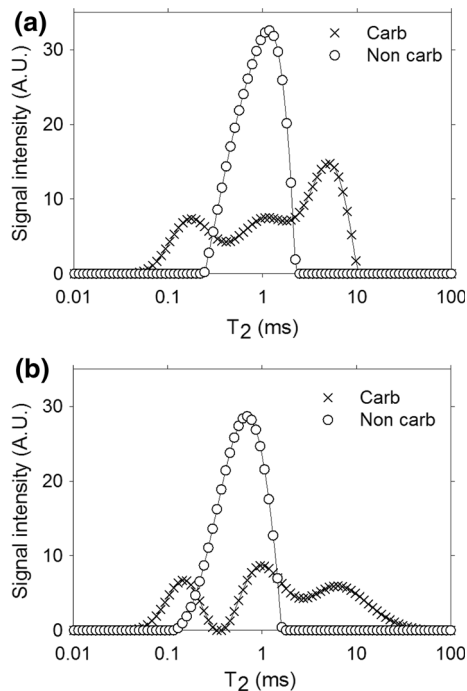 (a)
Signal intensity (A.U.)
30
20
10
0
× Carb
○ Non carb
0.01 0.1 1 10 100
T2 (ms)
(b)
Signal intensity (A.U.)
30
20
10
0
× Carb
○ Non carb
0.01 0.1 1 10 100
T2 (ms)